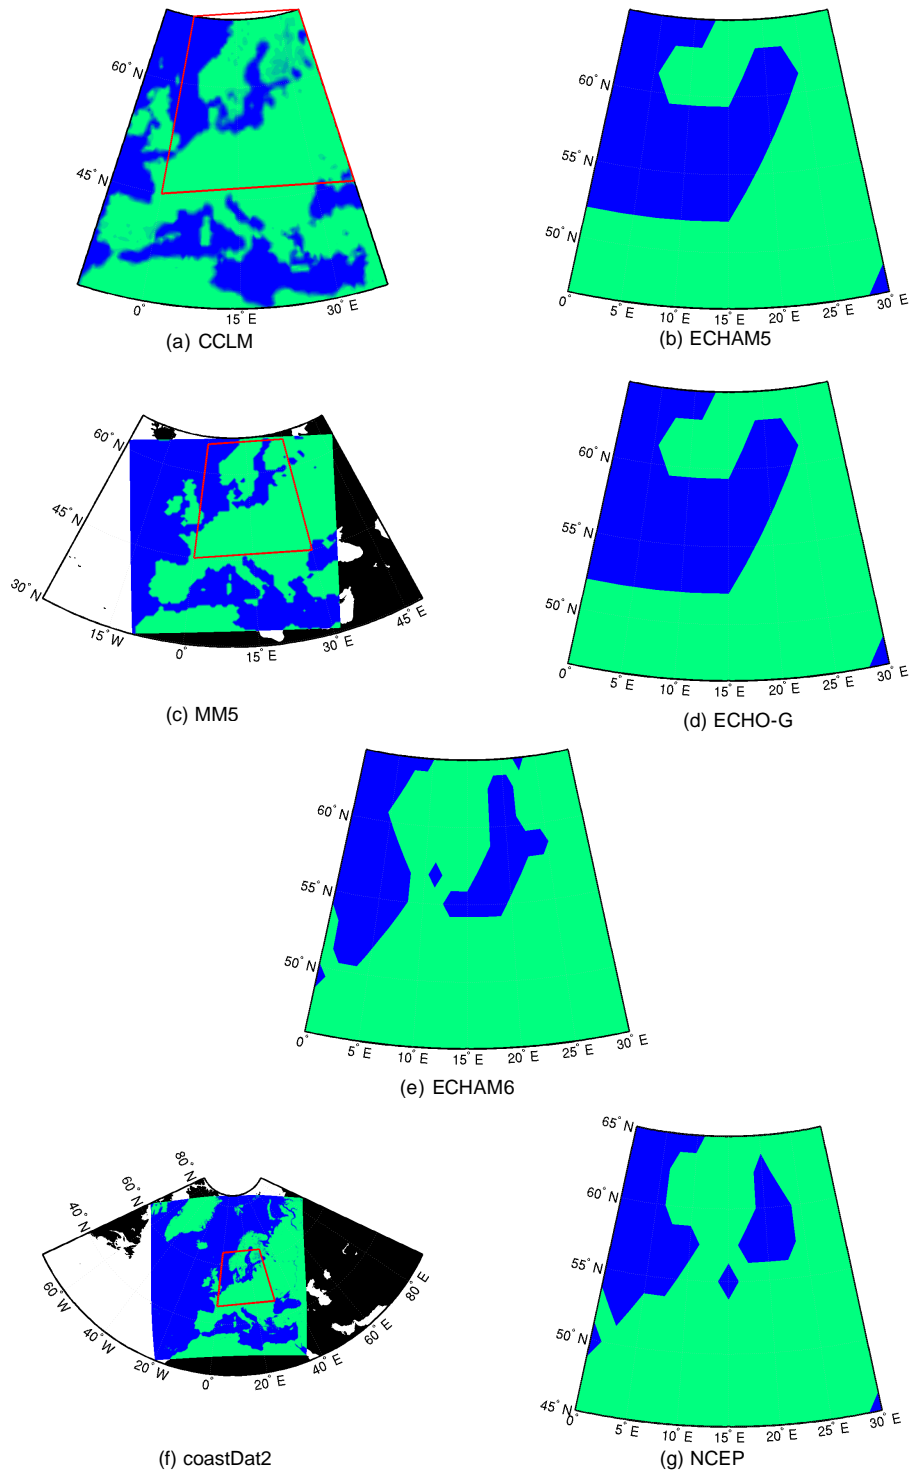 60° N
45° N
0°
15° E
30° E
(a) CCLM
60° N
55° N
50° N
0°
5° E
10° E
15° E
20° E
25° E
30° E
(b) ECHAM5
60° N
45° N
30° N
15° W
0°
15° E
30° E
45° E
(c) MM5
60° N
55° N
50° N
0°
5° E
10° E
15° E
20° E
25° E
30° E
(d) ECHO-G
60° N
55° N
50° N
0°
5° E
10° E
15° E
20° E
25° E
30° E
(e) ECHAM6
80° N
60° N
40° N
60° W
40° W
20° W
0°
20° E
40° E
60° E
80° E
(f) coastDat2
65° N
60° N
55° N
50° N
45° N
0°
5° E
10° E
15° E
20° E
25° E
30° E
(g) NCEP